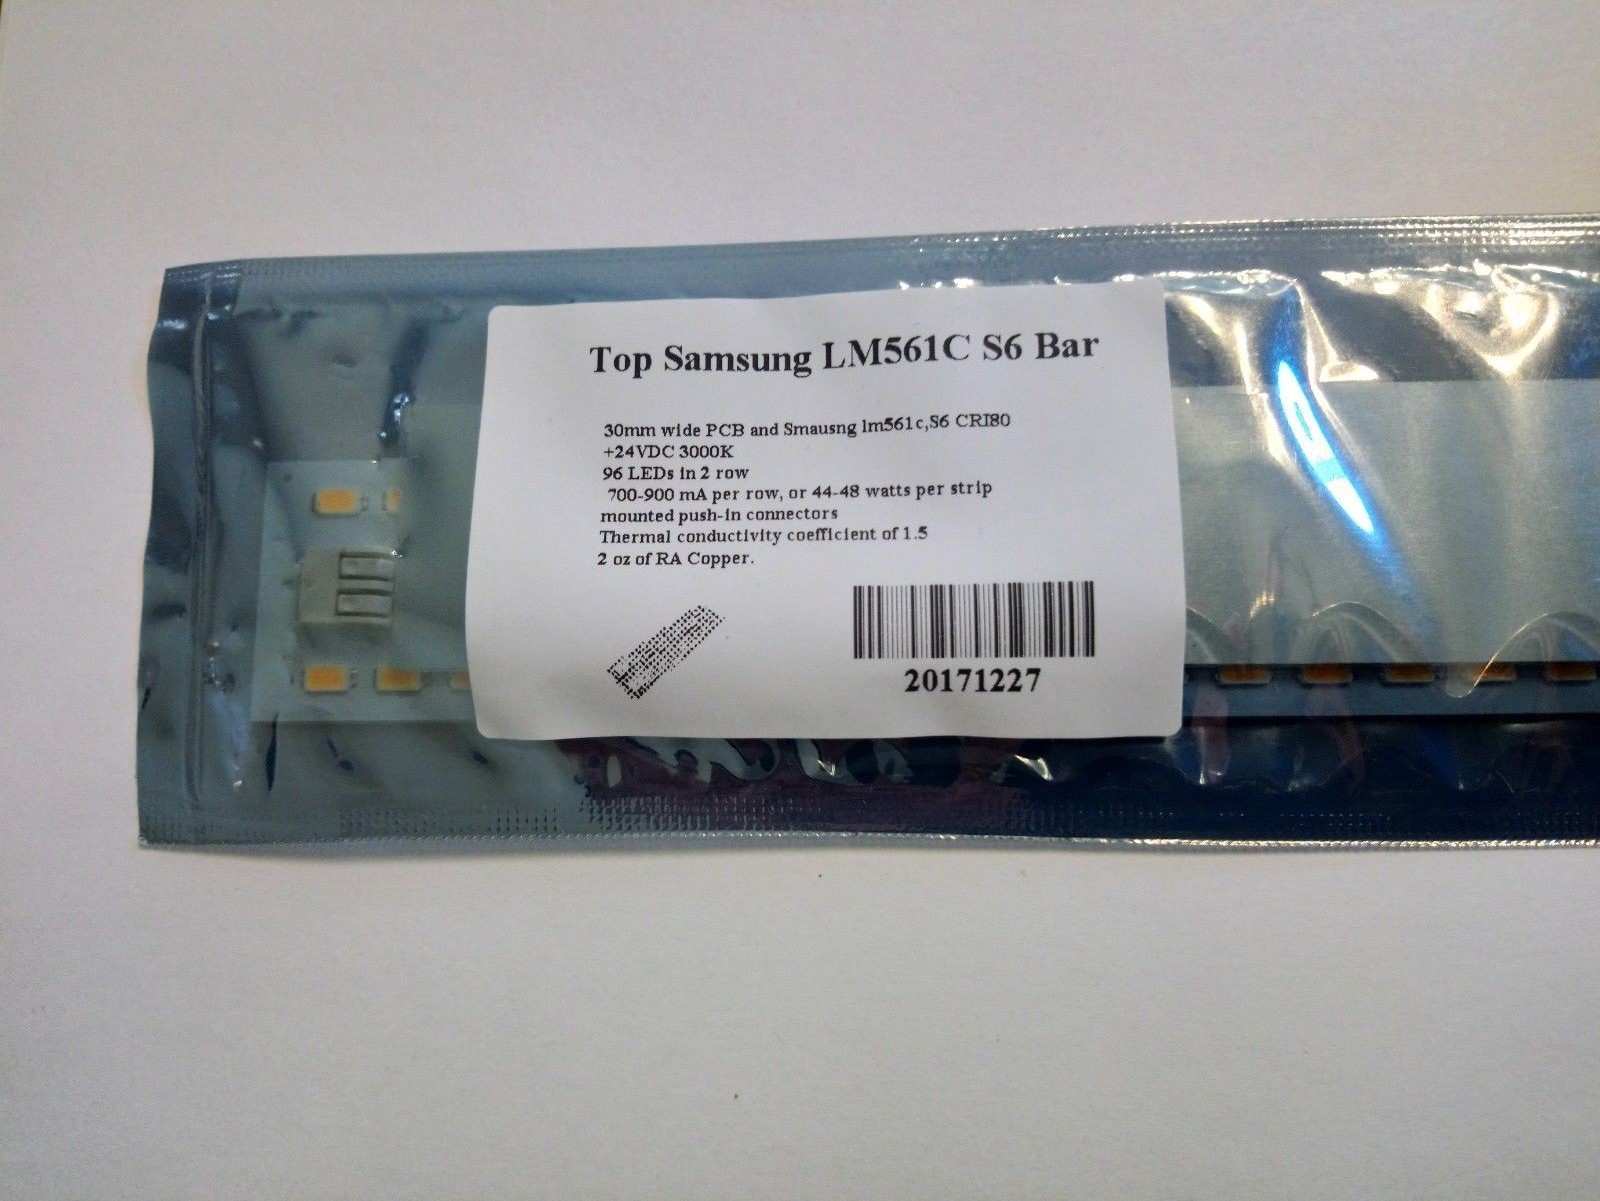 Top Samsung LM561C S6 Bar
30mm wide PCB and Smausng lm561c,S6 CRI80
+24VDC 3000K
96 LEDs in 2 row
700-900 mA per row, or 44-48 watts per strip
mounted push-in connectors
Thermal conductivity coefficient of 1.5
2 oz of RA Copper.
20171227